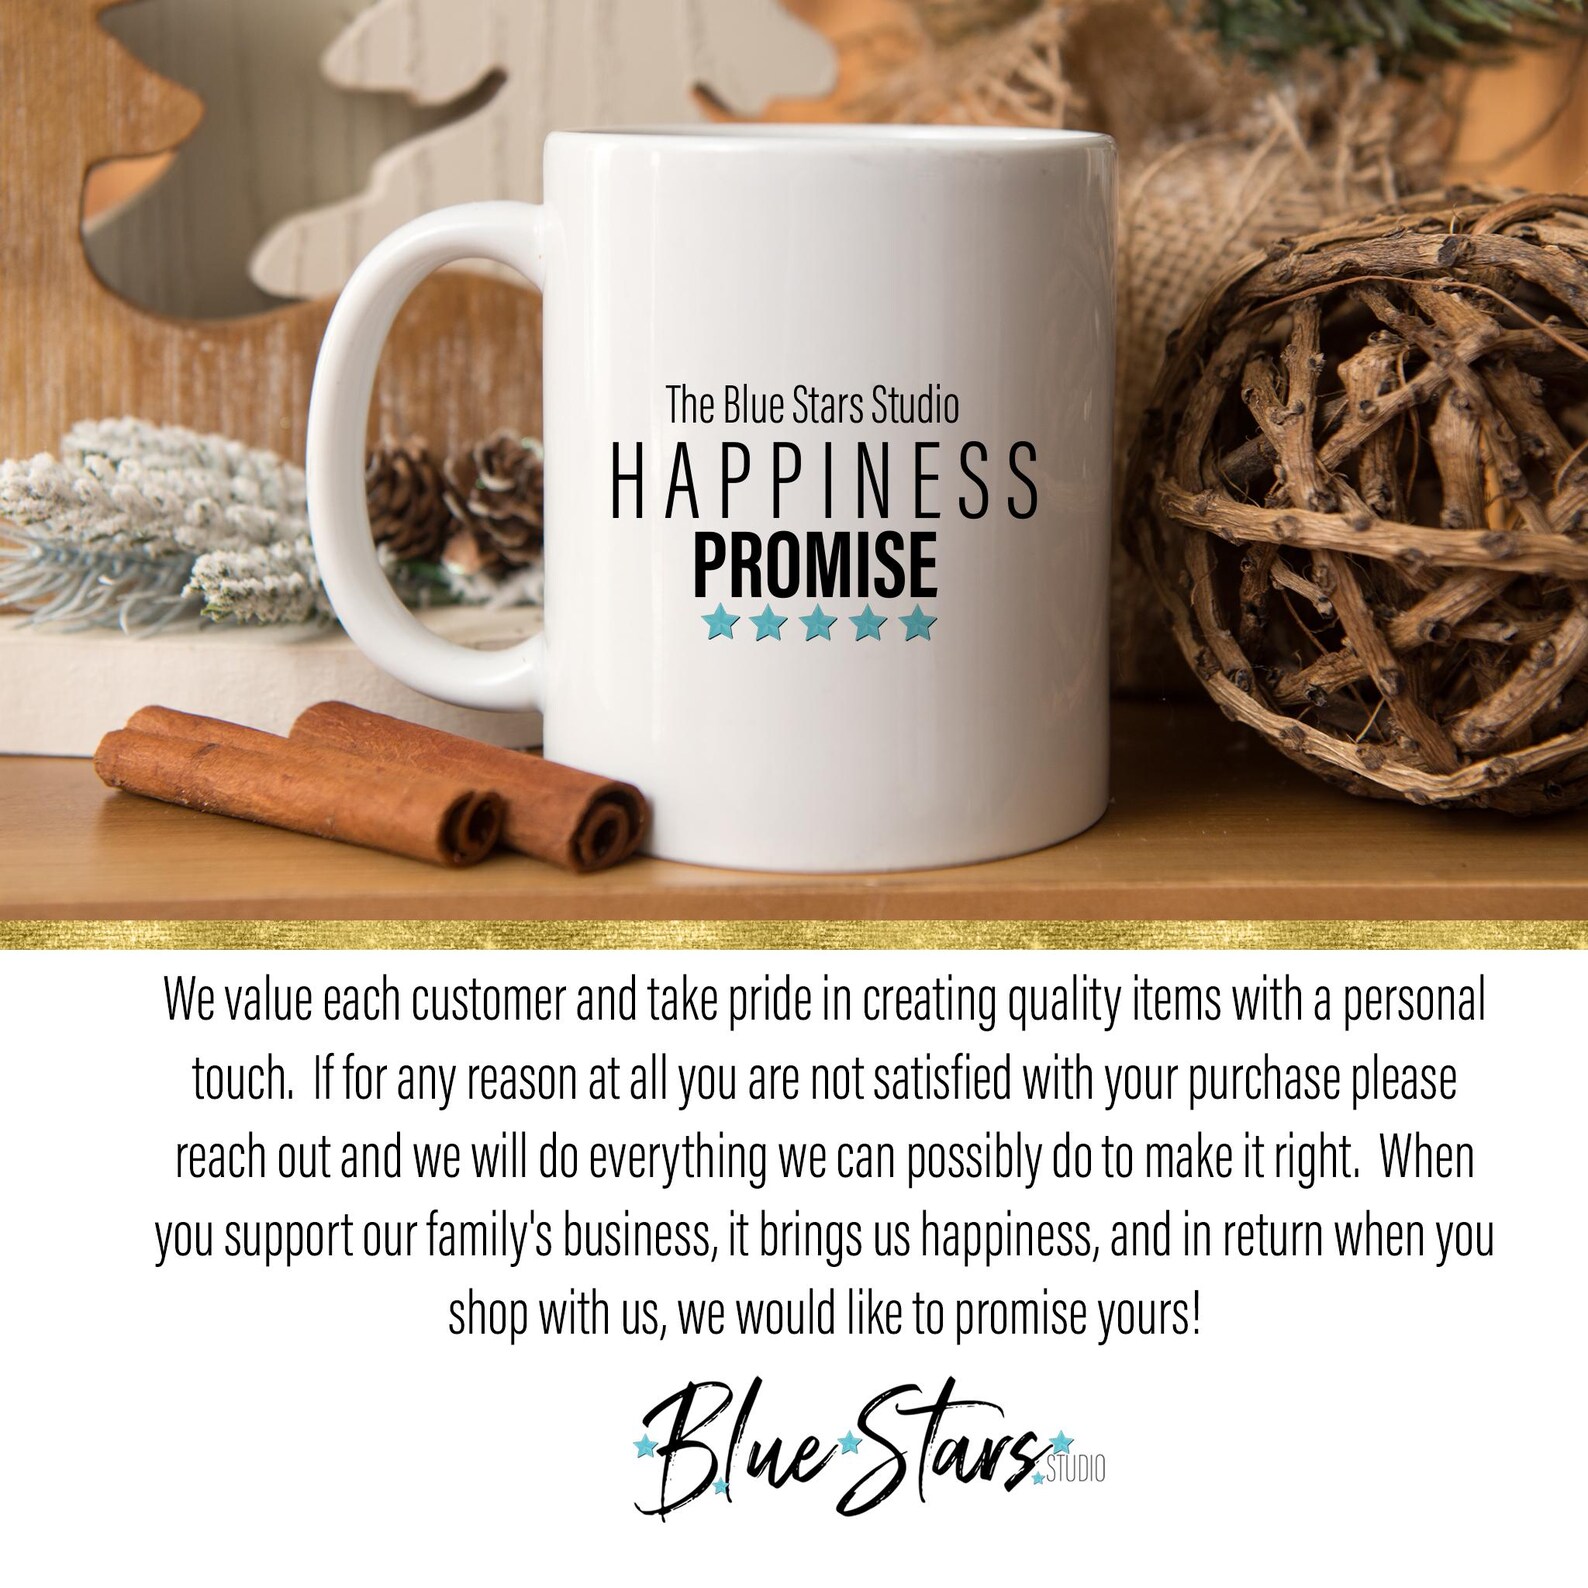 The Blue Stars Studio
HAPPINESS
PROMISE
We value each customer and take pride in creating quality items with a personal
touch.  If for any reason at all you are not satisfied with your purchase please
reach out and we will do everything we can possibly do to make it right.  When
you support our family's business, it brings us happiness, and in return when you
shop with us, we would like to promise yours!
Blue Stars
STUDIO